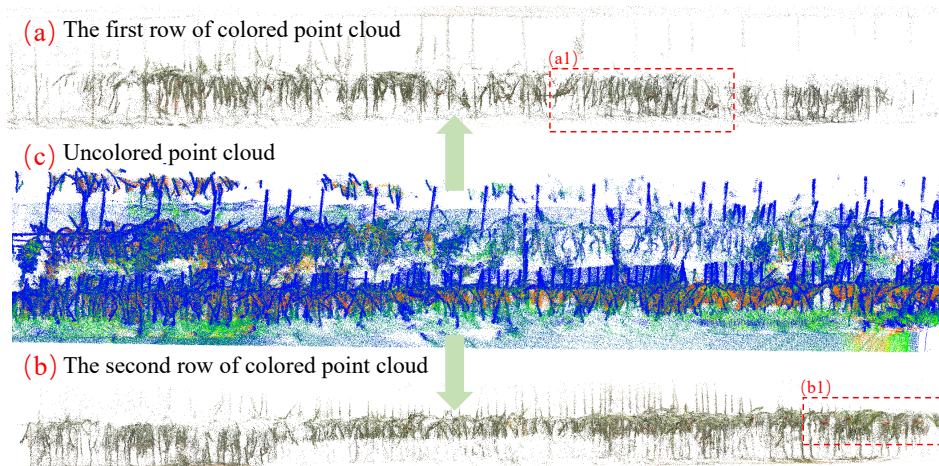 (a) The first row of colored point cloud
(a1)
(c) Uncolored point cloud
(b) The second row of colored point cloud
(b1)